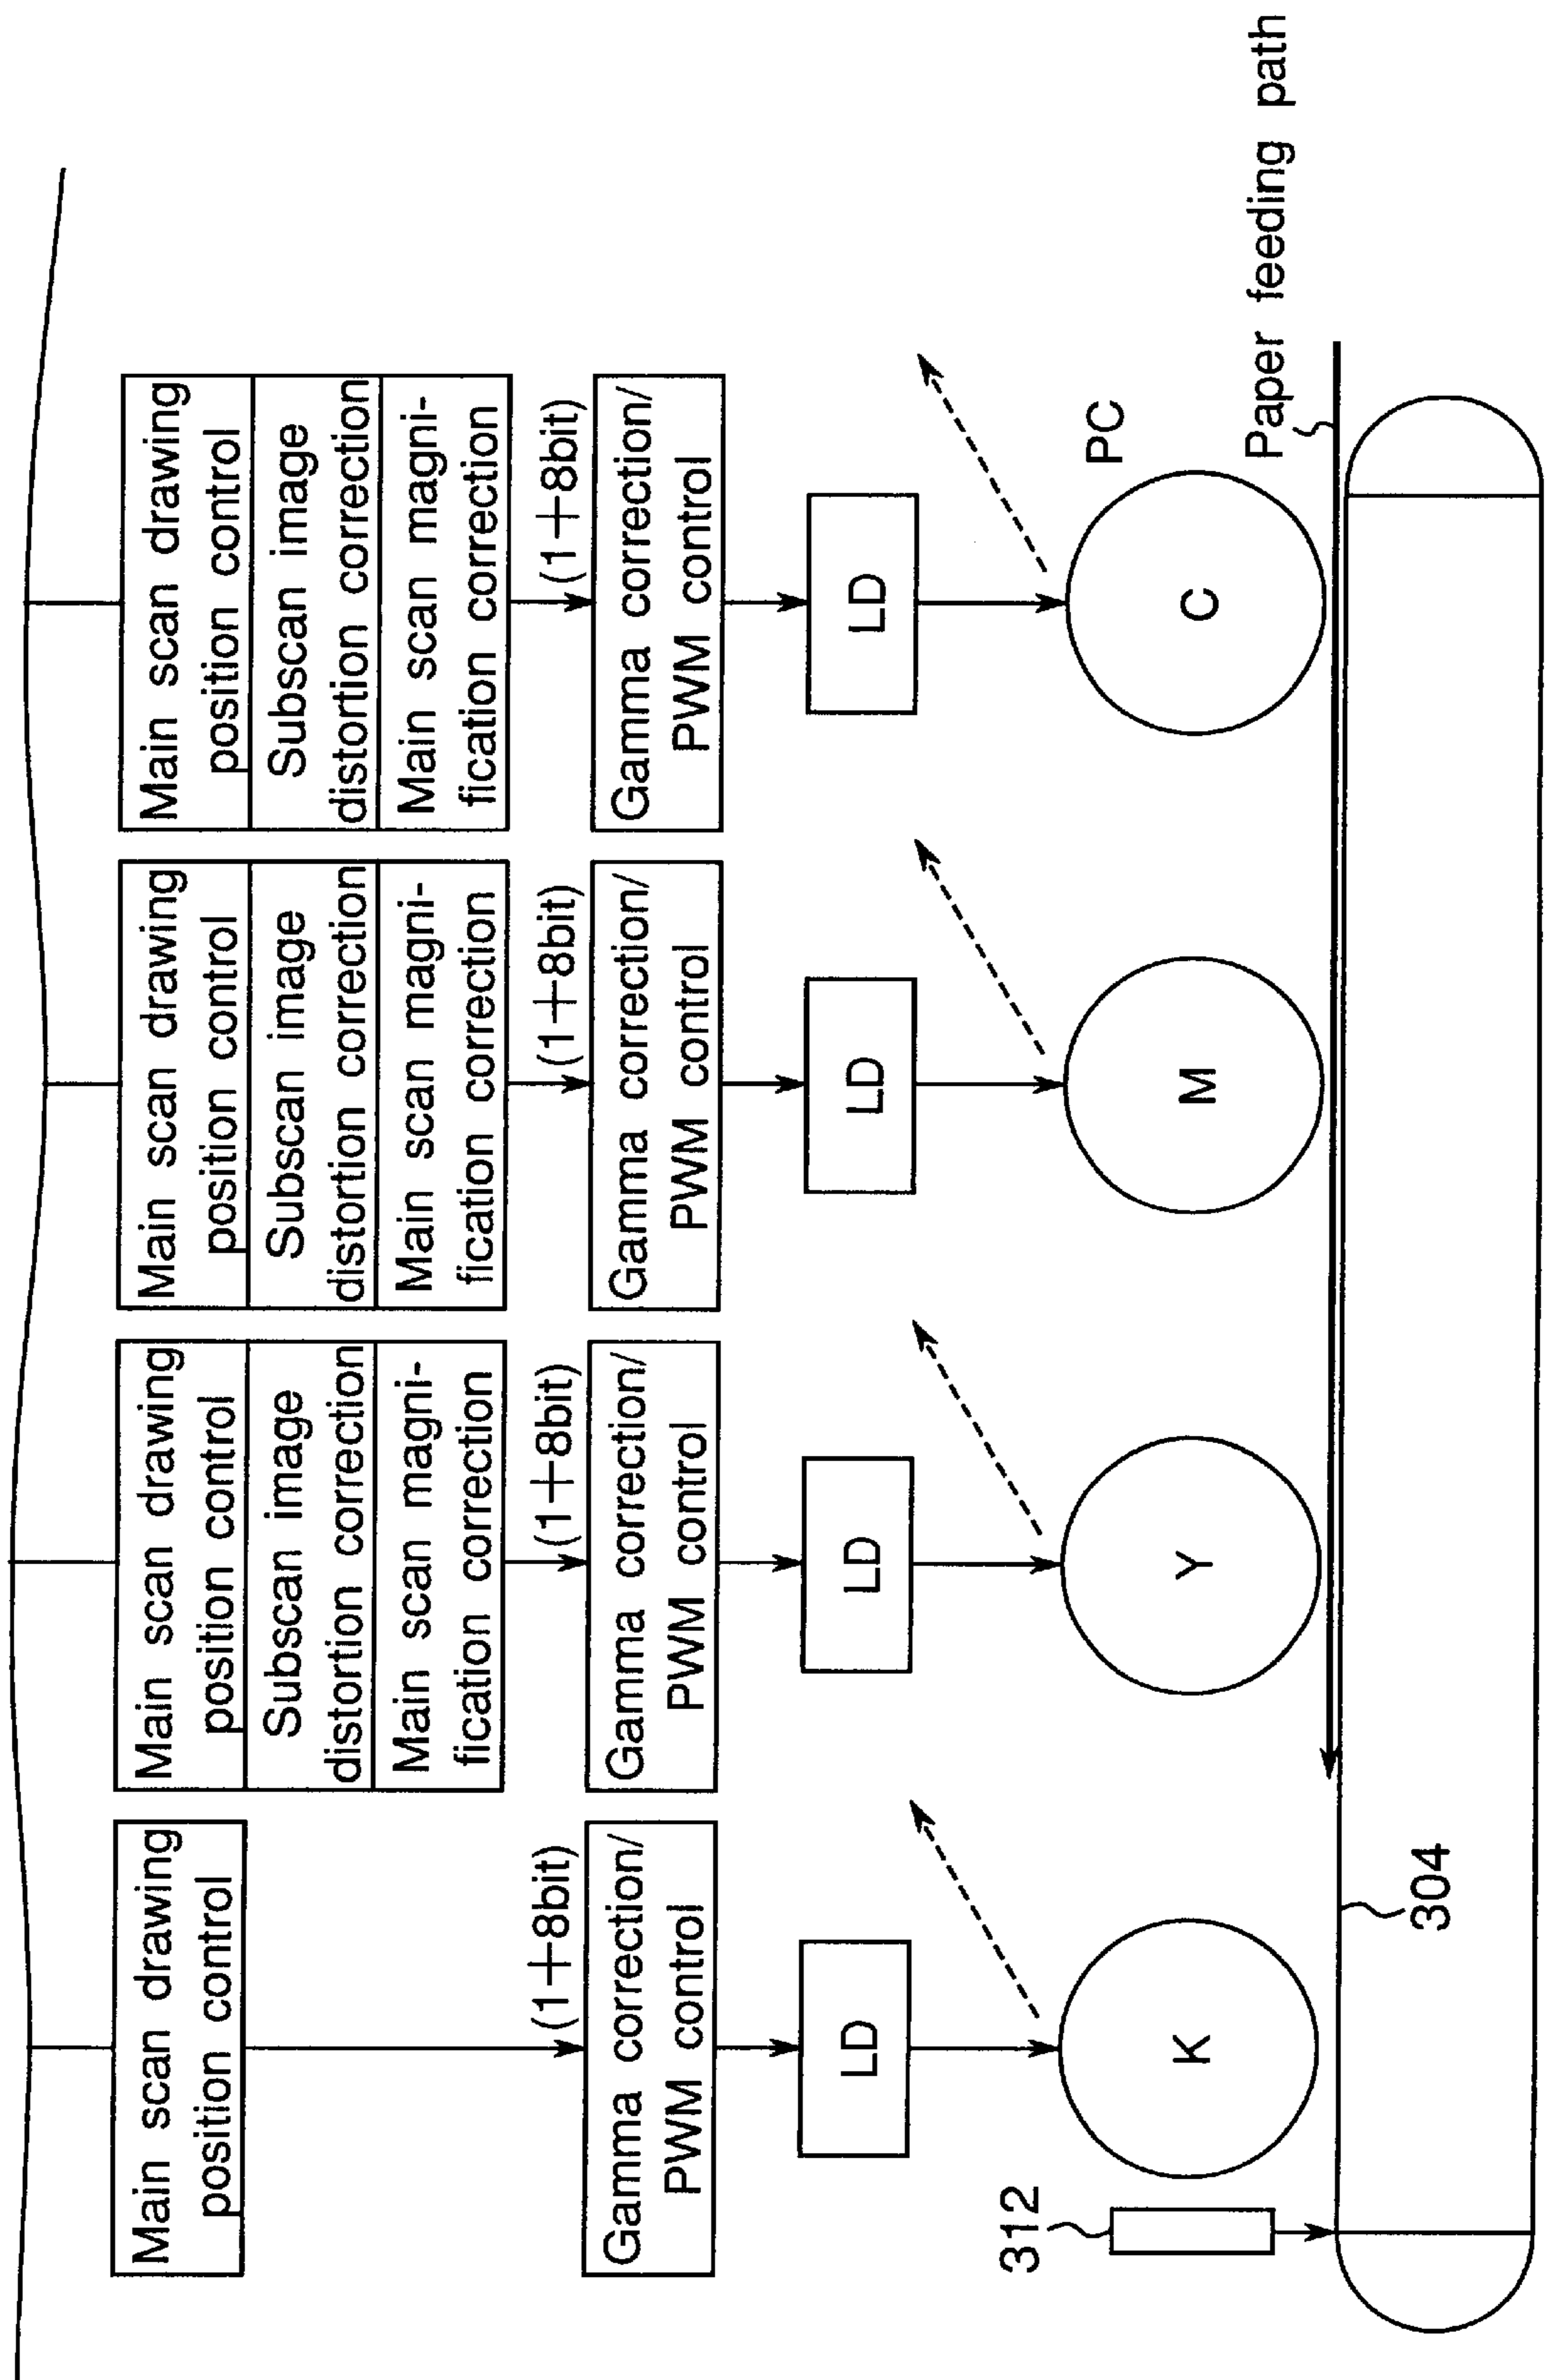 Main scan drawing
position control
Main scan drawing
position control
Subscan image
distortion correction
Main scan magni-
fication correction
Main scan drawing
position control
Subscan image
distortion correction
Main scan magni-
fication correction
Main scan drawing
position control
Subscan image
distortion correction
Main scan magni-
fication correction
(1+8bit)
(1+8bit)
(1+8bit)
(1+8bit)
Gamma correction/
PWM control
Gamma correction/
PWM control
Gamma correction/
PWM control
Gamma correction/
PWM control
LD
LD
LD
LD
312
K
Y
M
C
PC
Paper feeding path
304